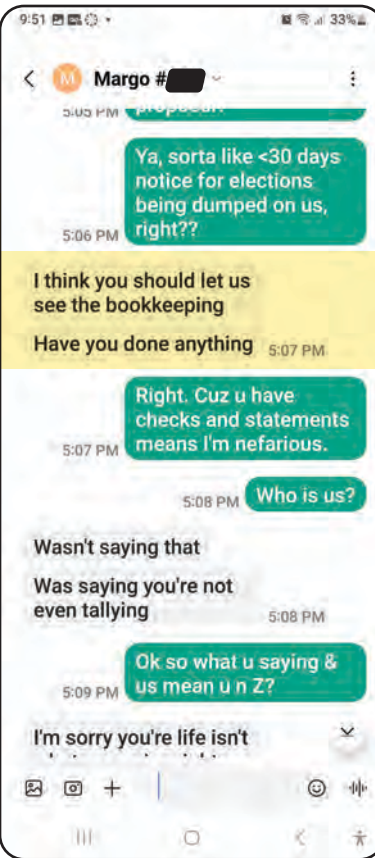 9:51
33%
M Margo #
5:05 PM proposal?
Ya, sorta like <30 days
notice for elections
being dumped on us,
5:06 PM right??
I think you should let us
see the bookkeeping
Have you done anything 5:07 PM
Right. Cuz u have
checks and statements
5:07 PM means I'm nefarious.
5:08 PM Who is us?
Wasn't saying that
Was saying you're not
even tallying 5:08 PM
Ok so what u saying &
5:09 PM us mean u n Z?
I'm sorry you're life isn't